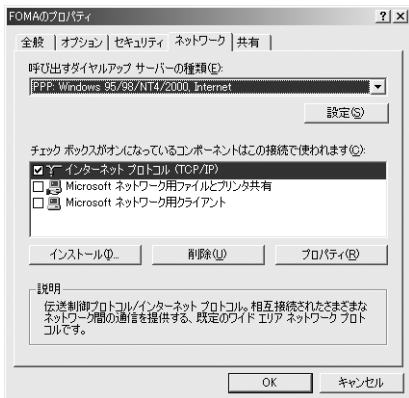 FOMAのプロパティ
全般 オプション セキュリティ ネットワーク 共有
呼び出すダイヤルアップ サーバーの種類(E):
PPP: Windows 95/98/NT4/2000, Internet
設定(S)
チェック ボックスがオンになっているコンポーネントはこの接続で使われます(C):
インターネット プロトコル (TCP/IP)
Microsoft ネットワーク用ファイルとプリンタ共有
Microsoft ネットワーク用クライアント
インストール(I)... 削除(U) プロパティ(R)
説明
伝送制御プロトコル/インターネット プロトコル。相互接続されたさまざまな
ネットワーク間の通信を提供する、既定のワイド エリア ネットワーク プロト
コルです。
OK キャンセル